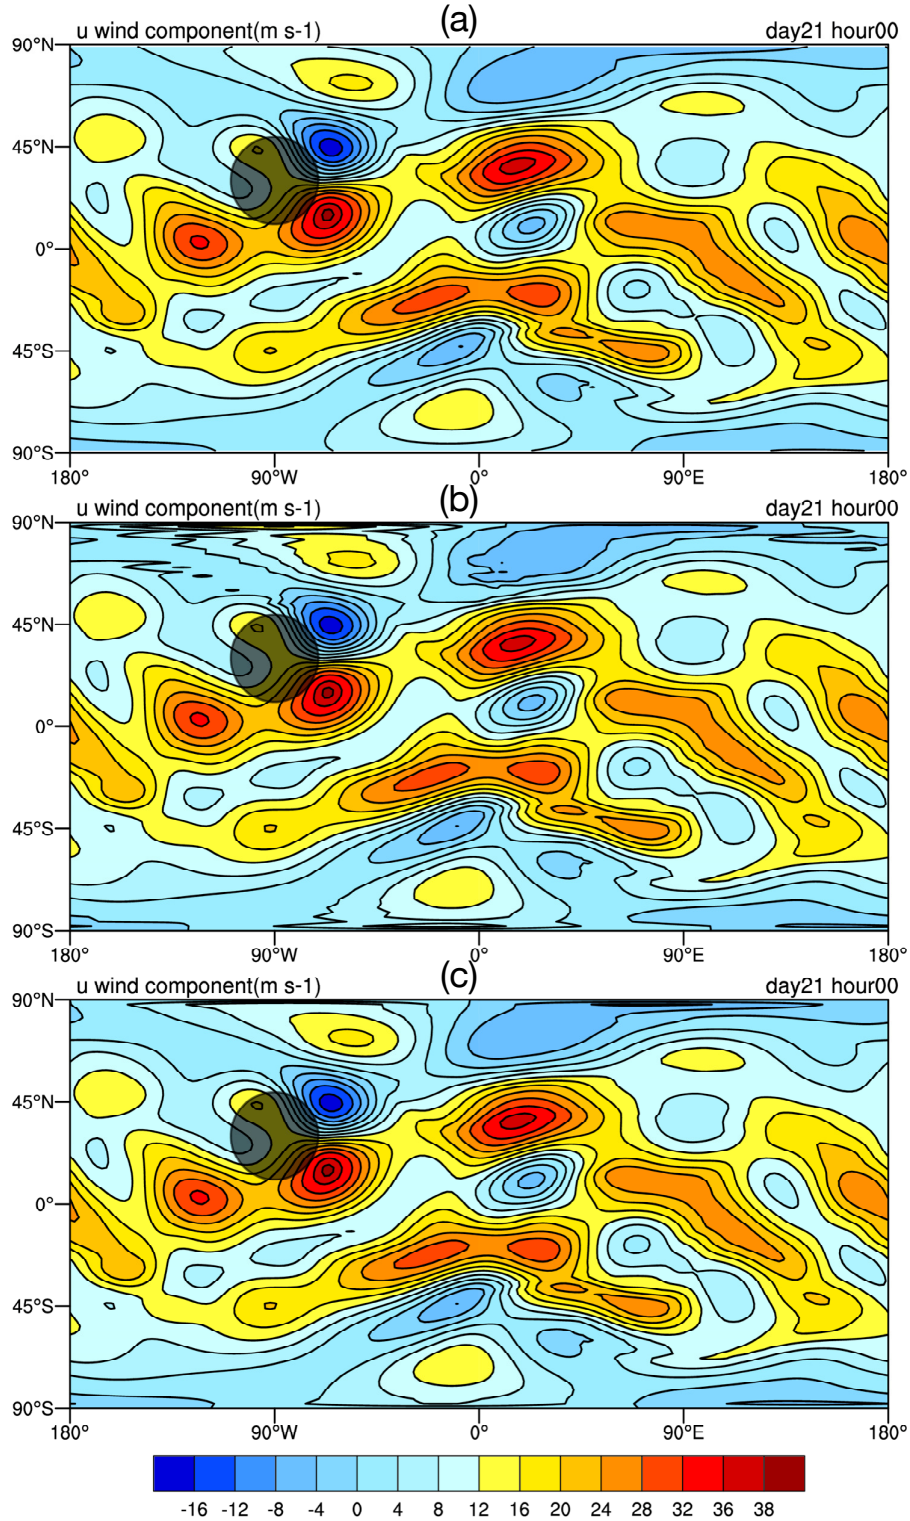 (a)
u wind component(m s-1) day21 hour00
90°N
45°N
0°
45°S
90°S
180° 90°W 0° 90°E 180°
(b)
u wind component(m s-1) day21 hour00
90°N
45°N
0°
45°S
90°S
180° 90°W 0° 90°E 180°
(c)
u wind component(m s-1) day21 hour00
90°N
45°N
0°
45°S
90°S
180° 90°W 0° 90°E 180°
-16 -12 -8 -4 0 4 8 12 16 20 24 28 32 36 38